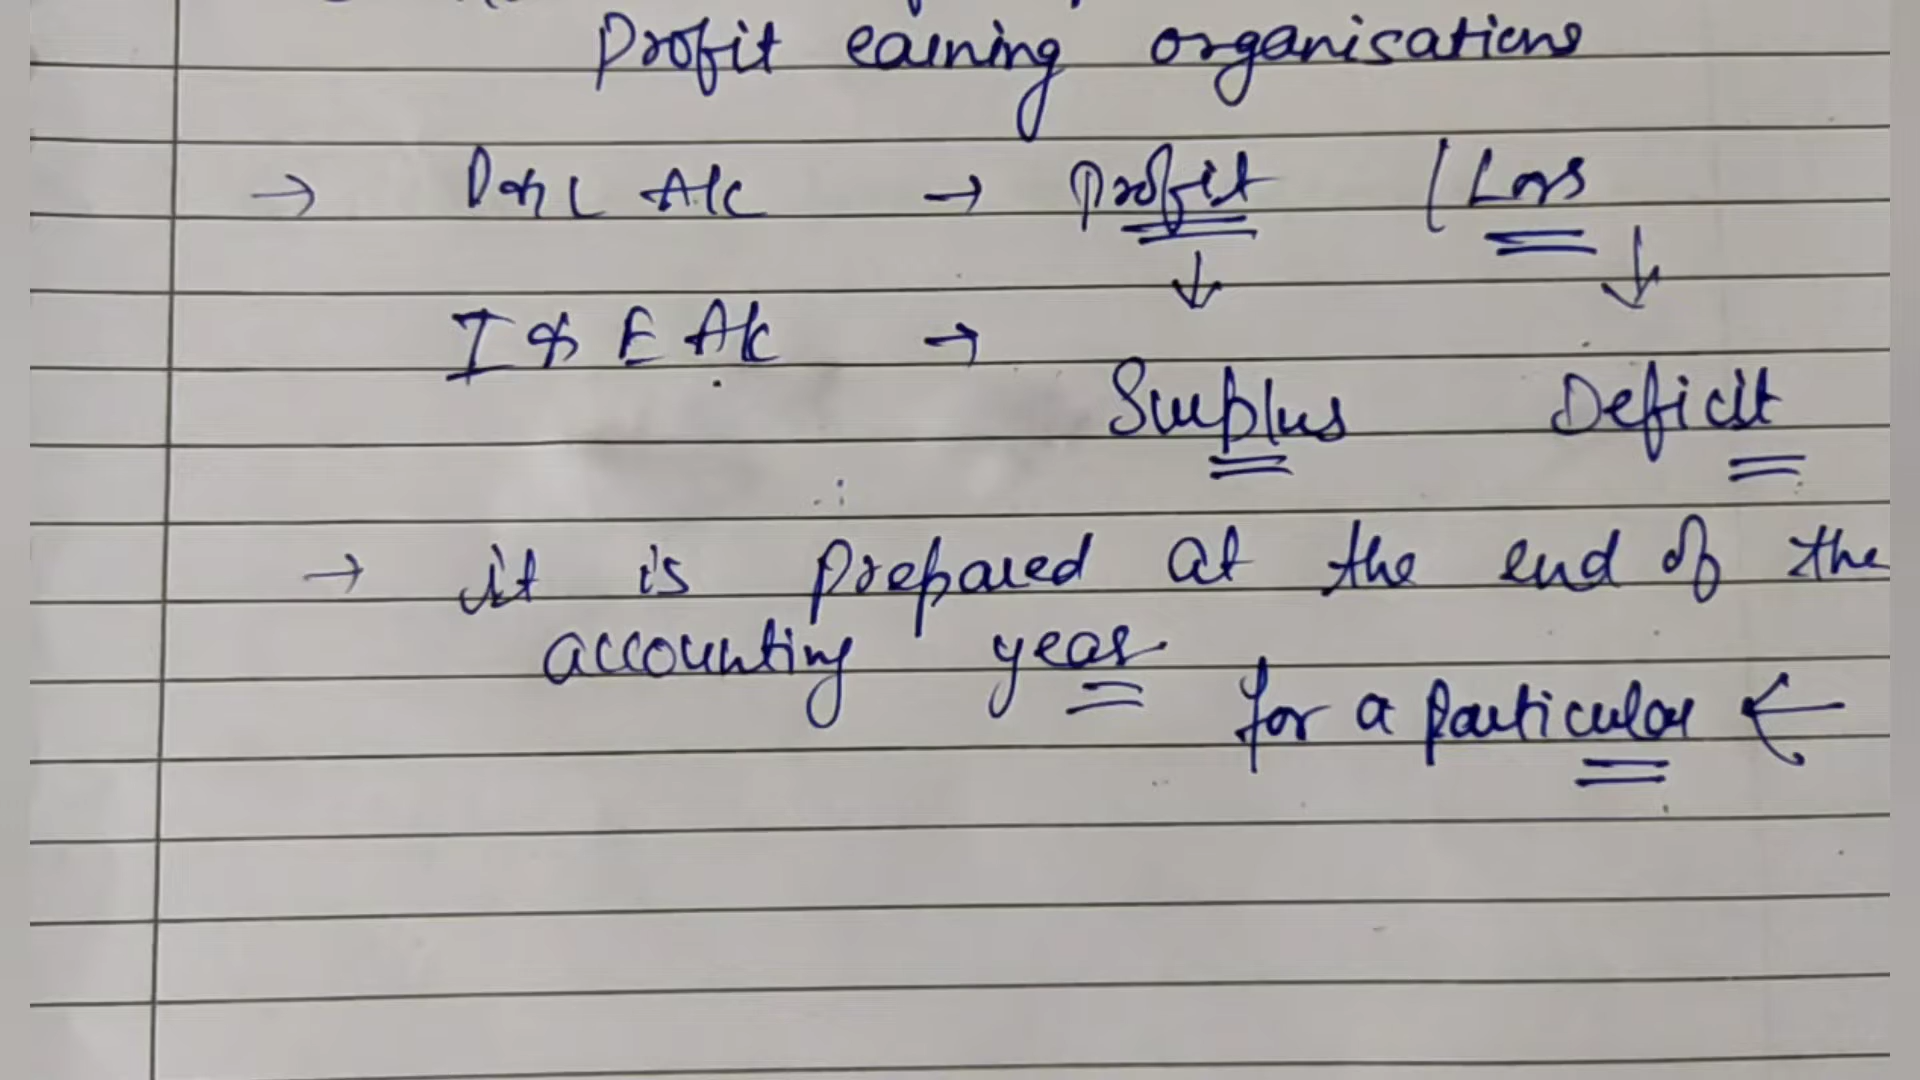 Profit earning organisations
→ P & L A/c → Profit / Loss
↓ ↓
I & E A/c →
Surplus Deficit
→ it is prepared at the end of the
accounting year
for a particular ←